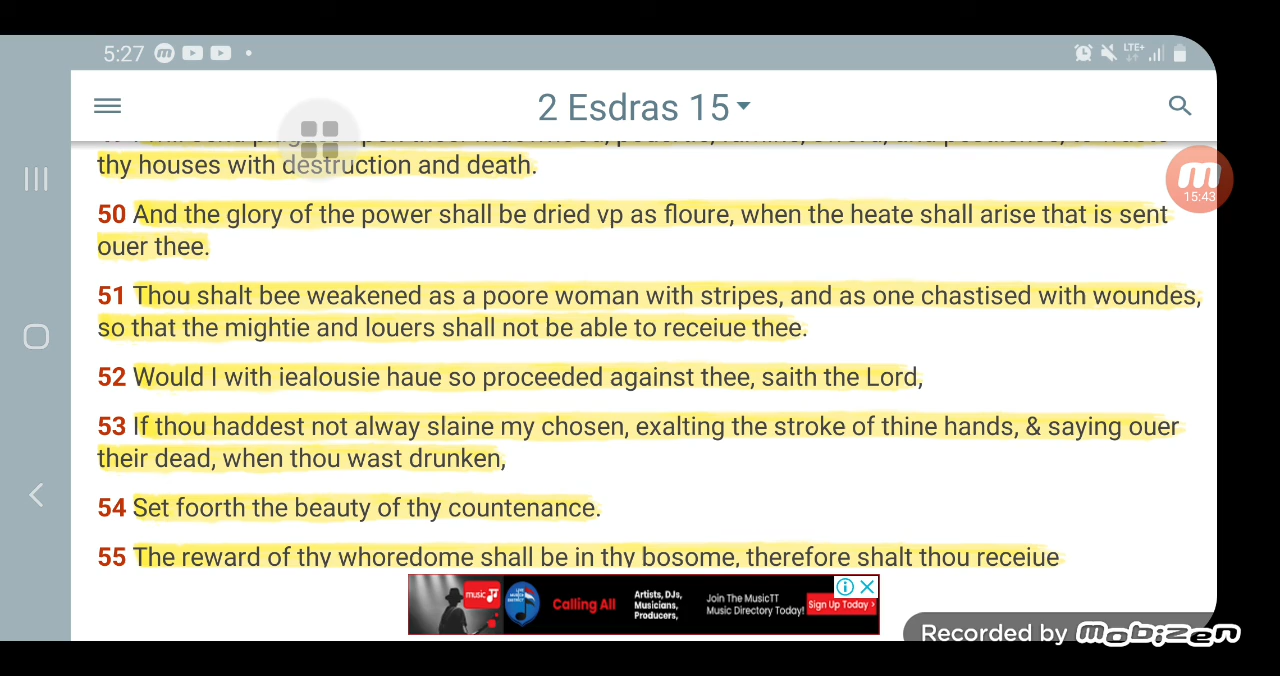 5:27
LTE+
2 Esdras 15
15:43
thy houses with destruction and death.
50 And the glory of the power shall be dried vp as floure, when the heate shall arise that is sent
ouer thee.
51 Thou shalt bee weakened as a poore woman with stripes, and as one chastised with woundes,
so that the mightie and louers shall not be able to receiue thee.
52 Would I with iealousie haue so proceeded against thee, saith the Lord,
53 If thou haddest not alway slaine my chosen, exalting the stroke of thine hands, & saying ouer
their dead, when thou wast drunken,
54 Set foorth the beauty of thy countenance.
55 The reward of thy whoredome shall be in thy bosome, therefore shalt thou receiue
music
Calling All
Artists, DJs,
Musicians,
Producers,
Join The MusicTT
Music Directory Today!
Sign Up Today >
Recorded by mobizen